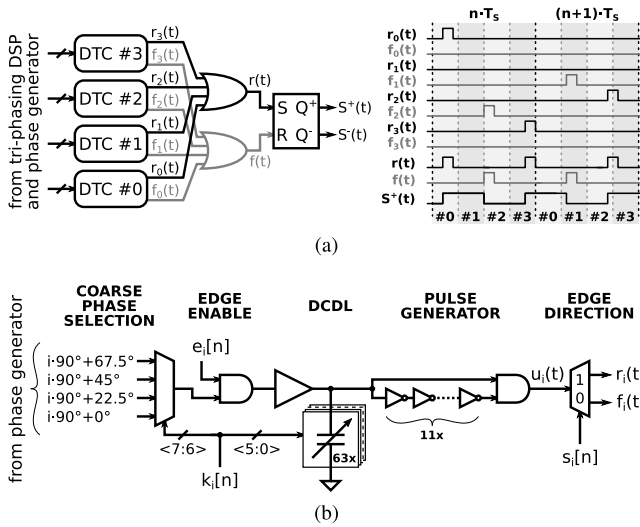 from tri-phasing DSP
and phase generator
DTC #3
DTC #2
DTC #1
DTC #0
r3(t)
f3(t)
r2(t)
f2(t)
r1(t)
f1(t)
r0(t)
f0(t)
r(t)
f(t)
S Q+
R Q-
S+(t)
S-(t)
n·TS
(n+1)·TS
r0(t)
f0(t)
r1(t)
f1(t)
r2(t)
f2(t)
r3(t)
f3(t)
r(t)
f(t)
S+(t)
#0 #1 #2 #3 #0 #1 #2 #3
(a)
from phase generator
COARSE
PHASE
SELECTION
EDGE
ENABLE
DCDL
PULSE
GENERATOR
EDGE
DIRECTION
i·90°+67.5°
i·90°+45°
i·90°+22.5°
i·90°+0°
ei[n]
<7:6>
<5:0>
ki[n]
63x
11x
ui(t)
1
0
ri(t
fi(t
si[n]
(b)